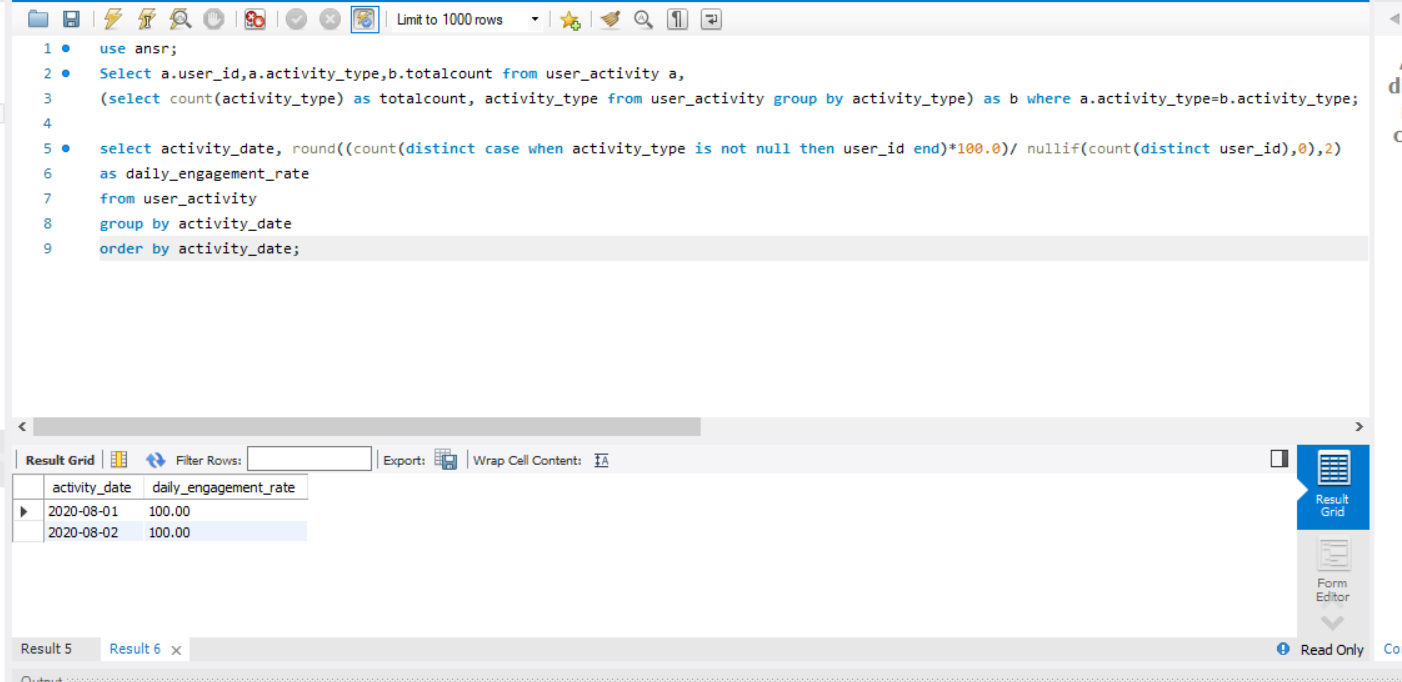 Limit to 1000 rows
1 use ansr;
2 Select a.user_id,a.activity_type,b.totalcount from user_activity a,
3 (select count(activity_type) as totalcount, activity_type from user_activity group by activity_type) as b where a.activity_type=b.activity_type;
4
5 select activity_date, round((count(distinct case when activity_type is not null then user_id end)*100.0)/ nullif(count(distinct user_id),0),2)
6 as daily_engagement_rate
7 from user_activity
8 group by activity_date
9 order by activity_date;
Result Grid Filter Rows: Export: Wrap Cell Content:
activity_date daily_engagement_rate
2020-08-01 100.00
2020-08-02 100.00
Result
Grid
Form
Editor
Result 5 Result 6 Read Only
Output